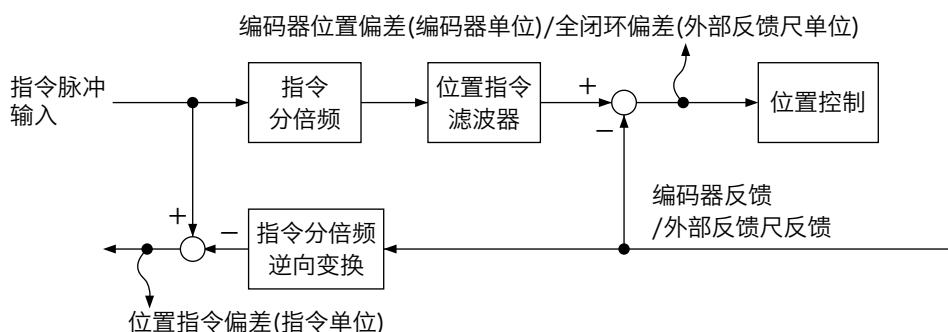 编码器位置偏差(编码器单位)/全闭环偏差(外部反馈尺单位)
指令脉冲
输入
指令
分倍频
位置指令
滤波器
+
−
位置控制
编码器反馈
/外部反馈尺反馈
+
−
指令分倍频
逆向变换
位置指令偏差(指令单位)